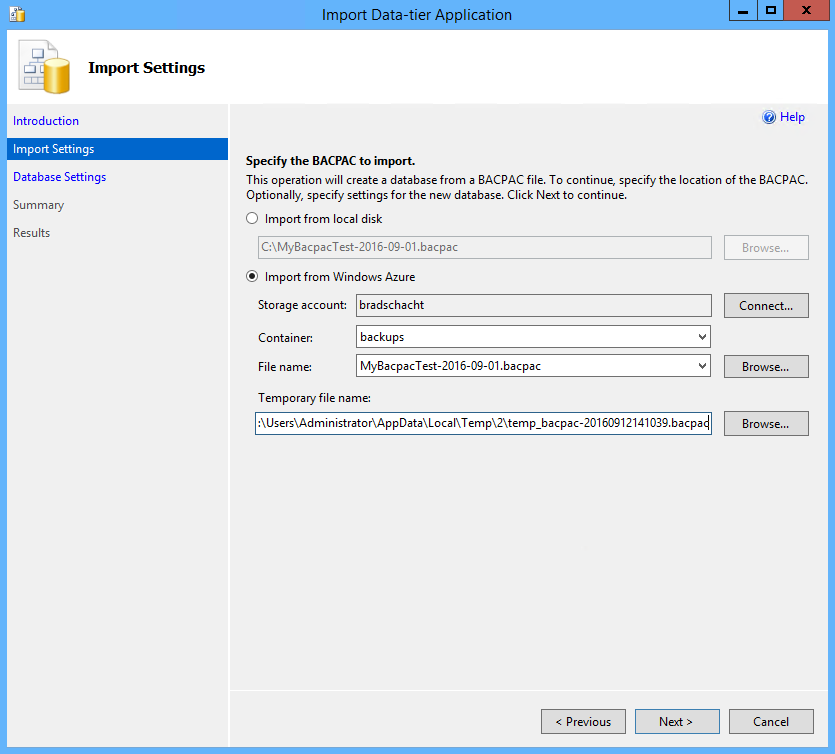 Import Data-tier Application
Import Settings
Help
Introduction
Import Settings
Database Settings
Summary
Results
Specify the BACPAC to import.
This operation will create a database from a BACPAC file. To continue, specify the location of the BACPAC.
Optionally, specify settings for the new database. Click Next to continue.
Import from local disk
C:\MyBacpacTest-2016-09-01.bacpac Browse...
Import from Windows Azure
Storage account: bradschacht Connect...
Container: backups
File name: MyBacpacTest-2016-09-01.bacpac Browse...
Temporary file name:
:\Users\Administrator\AppData\Local\Temp\2\temp_bacpac-20160912141039.bacpac Browse...
< Previous Next > Cancel